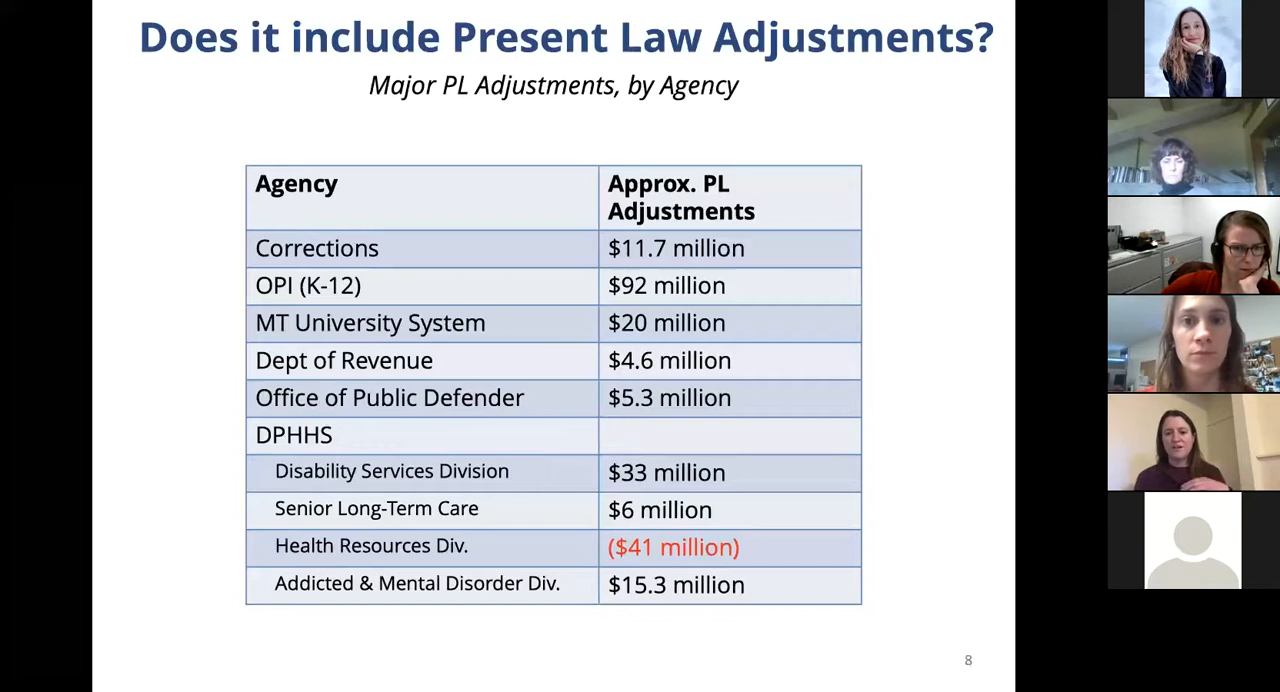 Does it include Present Law Adjustments?
Major PL Adjustments, by Agency
Agency
Approx. PL
Adjustments
Corrections
$11.7 million
OPI (K-12)
$92 million
MT University System
$20 million
Dept of Revenue
$4.6 million
Office of Public Defender
$5.3 million
DPHHS
Disability Services Division
$33 million
Senior Long-Term Care
$6 million
Health Resources Div.
($41 million)
Addicted & Mental Disorder Div.
$15.3 million
8